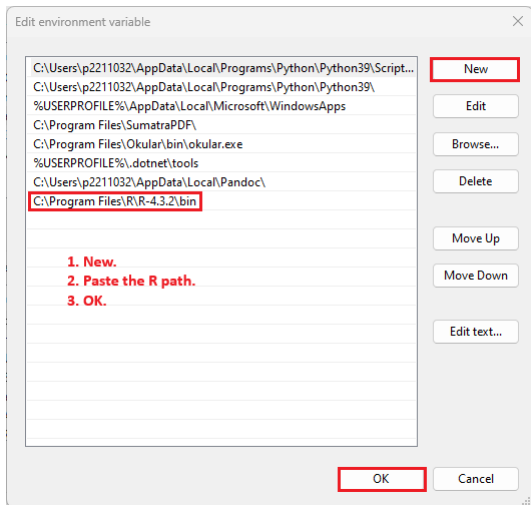 Edit environment variable
C:\Users\p2211032\AppData\Local\Programs\Python\Python39\Script...
C:\Users\p2211032\AppData\Local\Programs\Python\Python39\
%USERPROFILE%\AppData\Local\Microsoft\WindowsApps
C:\Program Files\SumatraPDF\
C:\Program Files\Okular\bin\okular.exe
%USERPROFILE%\.dotnet\tools
C:\Users\p2211032\AppData\Local\Pandoc\
C:\Program Files\R\R-4.3.2\bin
1. New.
2. Paste the R path.
3. OK.
New
Edit
Browse...
Delete
Move Up
Move Down
Edit text...
OK
Cancel